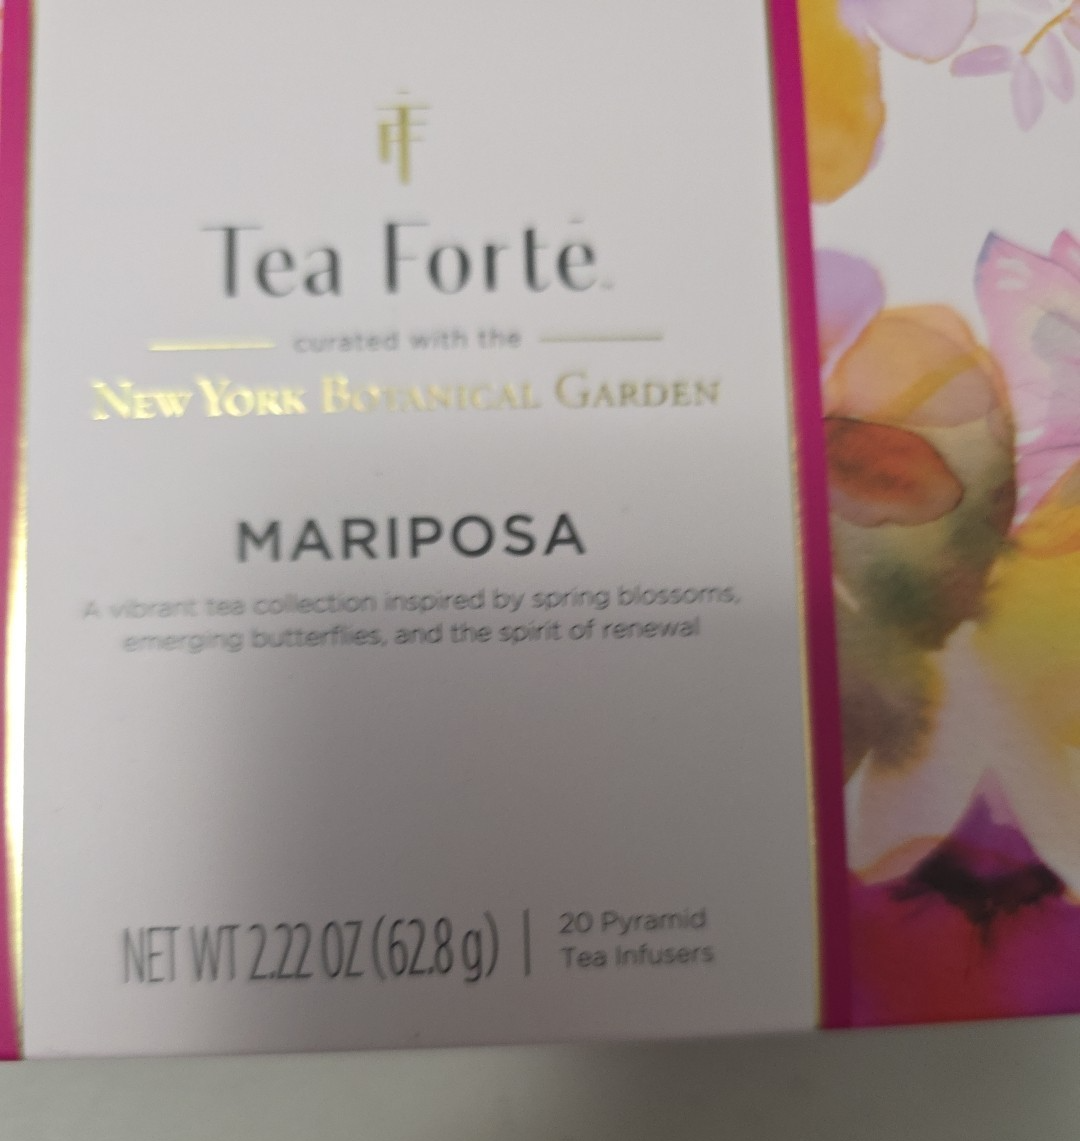 Tea Forté
curated with the
NEW YORK BOTANICAL GARDEN
MARIPOSA
A vibrant tea collection inspired by spring blossoms,
emerging butterflies, and the spirit of renewal
NET WT 2.22 OZ (62.8 g) | 20 Pyramid
Tea Infusers